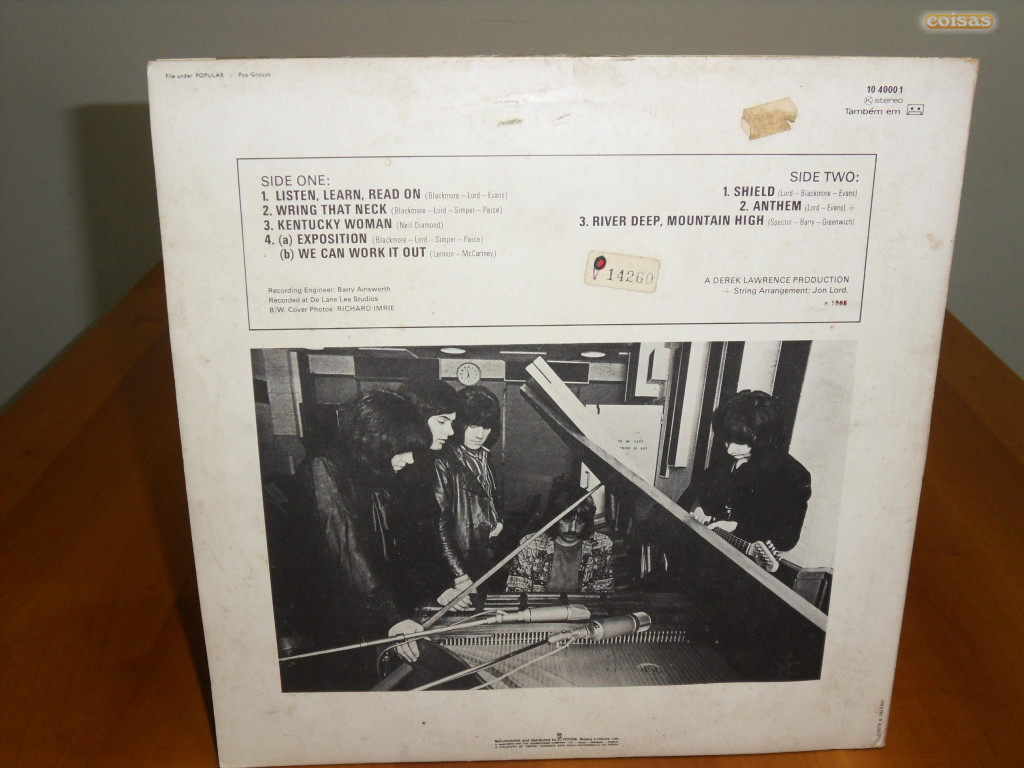 coisas
File under POPULAR - Pop Groups
10 40001
K stereo
Também em
SIDE ONE:
1. LISTEN, LEARN, READ ON (Blackmore – Lord – Evans)
2. WRING THAT NECK (Blackmore – Lord – Simper – Paice)
3. KENTUCKY WOMAN (Neil Diamond)
4. (a) EXPOSITION (Blackmore – Lord – Simper – Paice)
(b) WE CAN WORK IT OUT (Lennon – McCartney)
Recording Engineer: Barry Ainsworth
Recorded at De Lane Lea Studios
B/W. Cover Photos: RICHARD IMRIE
SIDE TWO:
1. SHIELD (Lord – Blackmore – Evans)
2. ANTHEM (Lord – Evans) +
3. RIVER DEEP, MOUNTAIN HIGH (Spector – Barry – Greenwich)
V 14260
A DEREK LAWRENCE PRODUCTION
+ String Arrangement: Jon Lord.
1968